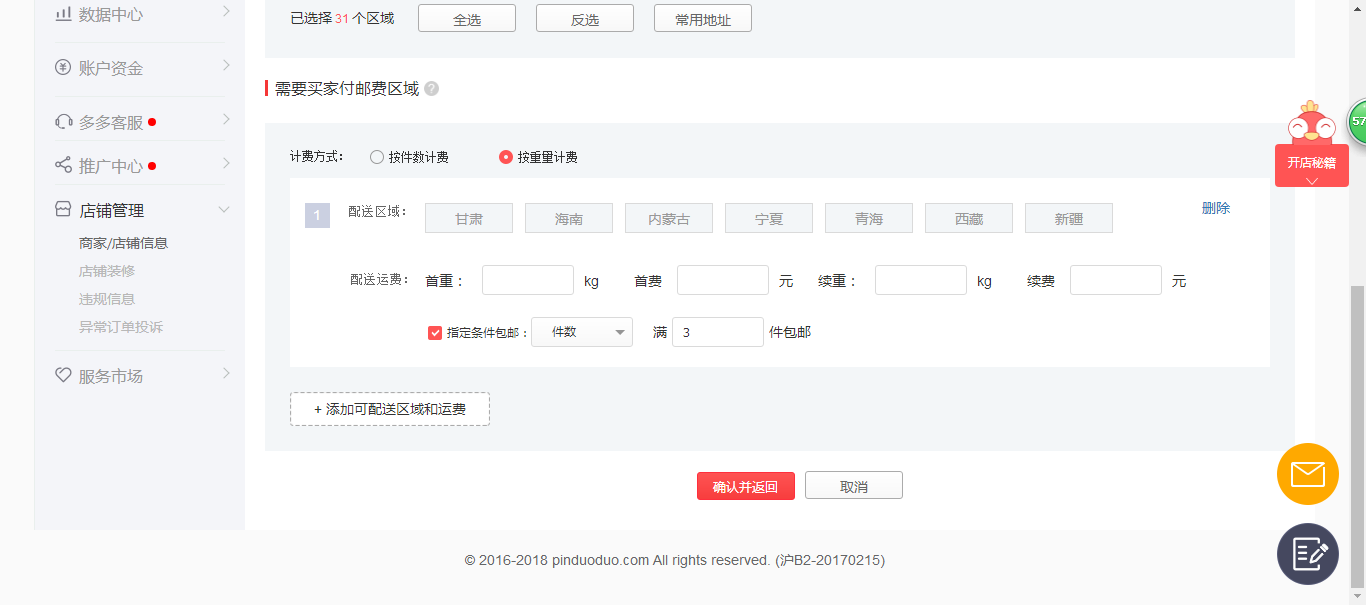 数据中心
账户资金
多多客服
推广中心
店铺管理
商家/店铺信息
店铺装修
违规信息
异常订单投诉
服务市场
已选择 31 个区域 全选 反选 常用地址
需要买家付邮费区域 ?
计费方式： 按件数计费 按重量计费
1 配送区域： 甘肃 海南 内蒙古 宁夏 青海 西藏 新疆 删除
配送运费： 首重： kg 首费 元 续重： kg 续费 元
指定条件包邮： 件数 满 3 件包邮
+ 添加可配送区域和运费
确认并返回 取消
© 2016-2018 pinduoduo.com All rights reserved. (沪B2-20170215)
57
开店秘籍